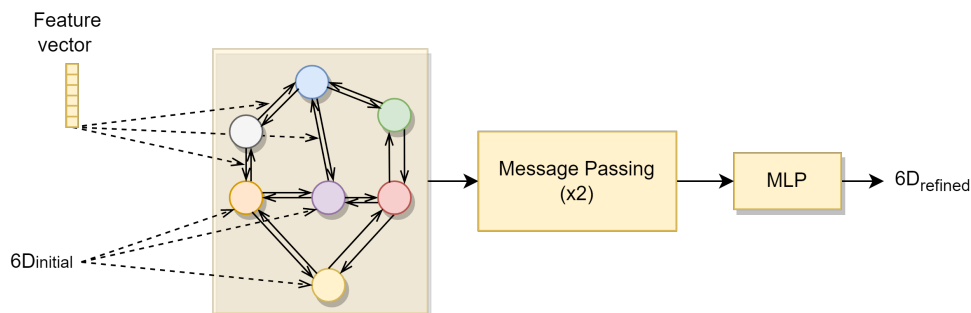 Feature
vector
Message Passing
(x2)
MLP
6Drefined
6Dinitial